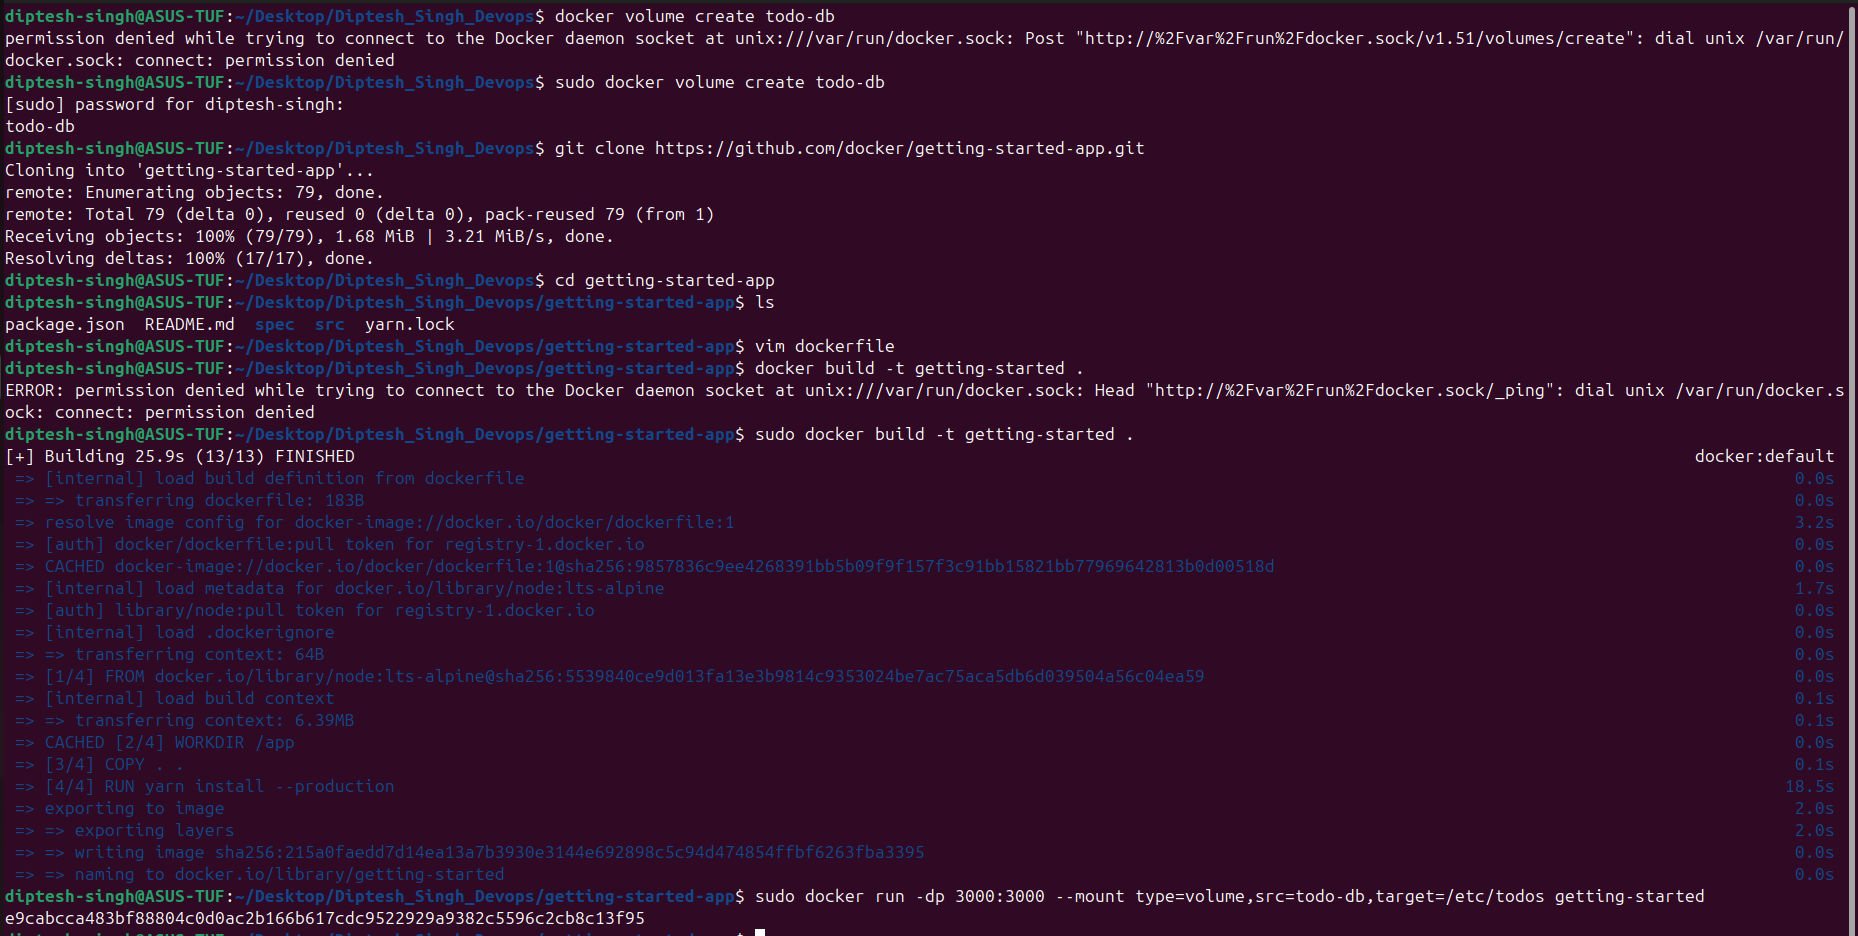 diptesh-singh@ASUS-TUF:~/Desktop/Diptesh_Singh_Devops$ docker volume create todo-db
permission denied while trying to connect to the Docker daemon socket at unix:///var/run/docker.sock: Post "http://%2Fvar%2Frun%2Fdocker.sock/v1.51/volumes/create": dial unix /var/run/
docker.sock: connect: permission denied
diptesh-singh@ASUS-TUF:~/Desktop/Diptesh_Singh_Devops$ sudo docker volume create todo-db
[sudo] password for diptesh-singh:
todo-db
diptesh-singh@ASUS-TUF:~/Desktop/Diptesh_Singh_Devops$ git clone https://github.com/docker/getting-started-app.git
Cloning into 'getting-started-app'...
remote: Enumerating objects: 79, done.
remote: Total 79 (delta 0), reused 0 (delta 0), pack-reused 79 (from 1)
Receiving objects: 100% (79/79), 1.68 MiB | 3.21 MiB/s, done.
Resolving deltas: 100% (17/17), done.
diptesh-singh@ASUS-TUF:~/Desktop/Diptesh_Singh_Devops$ cd getting-started-app
diptesh-singh@ASUS-TUF:~/Desktop/Diptesh_Singh_Devops/getting-started-app$ ls
package.json  README.md  spec  src  yarn.lock
diptesh-singh@ASUS-TUF:~/Desktop/Diptesh_Singh_Devops/getting-started-app$ vim dockerfile
diptesh-singh@ASUS-TUF:~/Desktop/Diptesh_Singh_Devops/getting-started-app$ docker build -t getting-started .
ERROR: permission denied while trying to connect to the Docker daemon socket at unix:///var/run/docker.sock: Head "http://%2Fvar%2Frun%2Fdocker.sock/_ping": dial unix /var/run/docker.s
ock: connect: permission denied
diptesh-singh@ASUS-TUF:~/Desktop/Diptesh_Singh_Devops/getting-started-app$ sudo docker build -t getting-started .
[+] Building 25.9s (13/13) FINISHED docker:default
=> [internal] load build definition from dockerfile 0.0s
=> => transferring dockerfile: 183B 0.0s
=> resolve image config for docker-image://docker.io/docker/dockerfile:1 3.2s
=> [auth] docker/dockerfile:pull token for registry-1.docker.io 0.0s
=> CACHED docker-image://docker.io/docker/dockerfile:1@sha256:9857836c9ee4268391bb5b09f9f157f3c91bb15821bb77969642813b0d00518d 0.0s
=> [internal] load metadata for docker.io/library/node:lts-alpine 1.7s
=> [auth] library/node:pull token for registry-1.docker.io 0.0s
=> [internal] load .dockerignore 0.0s
=> => transferring context: 64B 0.0s
=> [1/4] FROM docker.io/library/node:lts-alpine@sha256:5539840ce9d013fa13e3b9814c9353024be7ac75aca5db6d039504a56c04ea59 0.0s
=> [internal] load build context 0.1s
=> => transferring context: 6.39MB 0.1s
=> CACHED [2/4] WORKDIR /app 0.0s
=> [3/4] COPY . . 0.1s
=> [4/4] RUN yarn install --production 18.5s
=> exporting to image 2.0s
=> => exporting layers 2.0s
=> => writing image sha256:215a0faedd7d14ea13a7b3930e3144e692898c5c94d474854ffbf6263fba3395 0.0s
=> => naming to docker.io/library/getting-started 0.0s
diptesh-singh@ASUS-TUF:~/Desktop/Diptesh_Singh_Devops/getting-started-app$ sudo docker run -dp 3000:3000 --mount type=volume,src=todo-db,target=/etc/todos getting-started
e9cabcca483bf88804c0d0ac2b166b617cdc9522929a9382c5596c2cb8c13f95